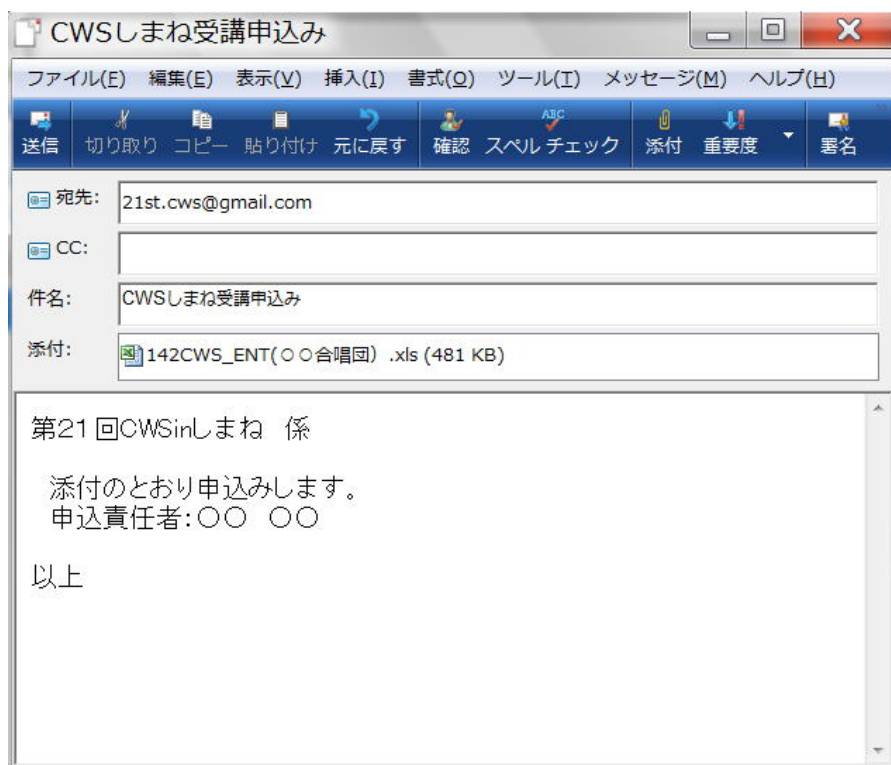 CWSしまね受講申込み
ファイル(F) 編集(E) 表示(V) 挿入(I) 書式(O) ツール(T) メッセージ(M) ヘルプ(H)
送信 切り取り コピー 貼り付け 元に戻す 確認 スペル チェック 添付 重要度 署名
宛先: 21st.cws@gmail.com
CC:
件名: CWSしまね受講申込み
添付: 142CWS_ENT(○○合唱団）.xls (481 KB)
第21回CWSinしまね 係
添付のとおり申込みします。
申込責任者:○○ ○○
以上